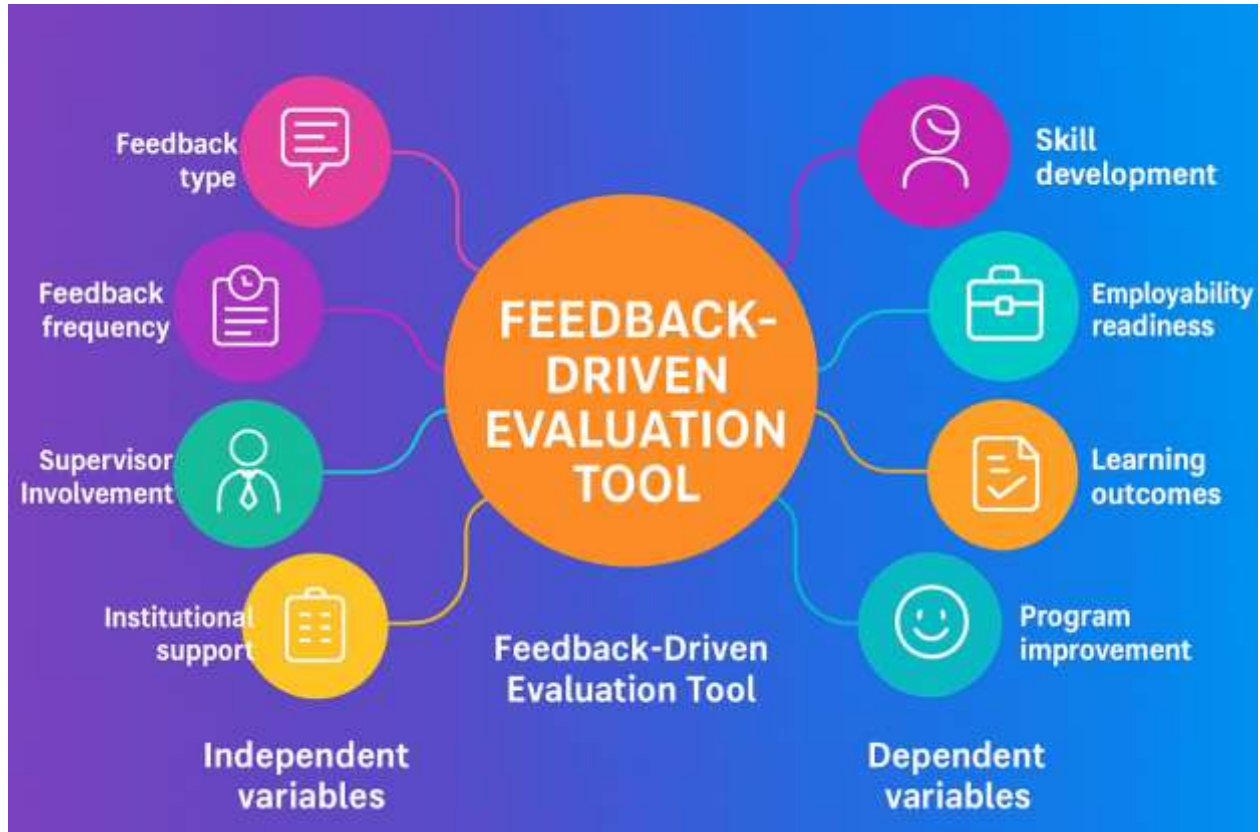 Feedback
type
Feedback
frequency
Supervisor
Involvement
Institutional
support
Independent
variables
FEEDBACK-
DRIVEN
EVALUATION
TOOL
Feedback-Driven
Evaluation Tool
Skill
development
Employability
readiness
Learning
outcomes
Program
improvement
Dependent
variables